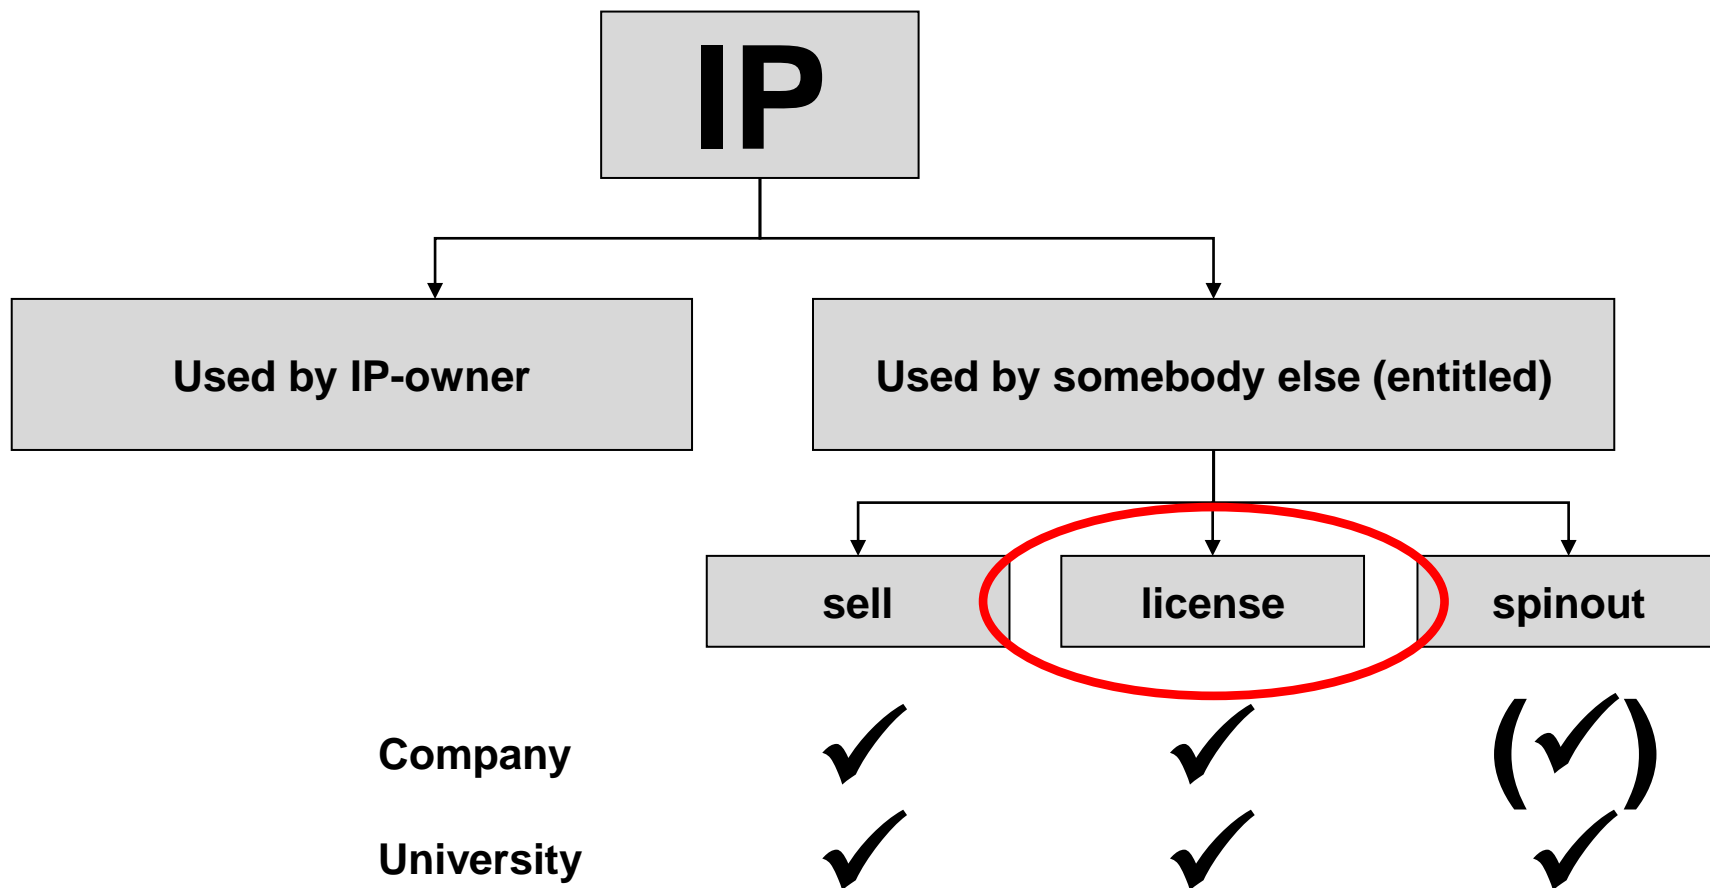 IP
Used by IP-owner
Used by somebody else (entitled)
sell
license
spinout
Company ✓ ✓ (✓)
University ✓ ✓ ✓